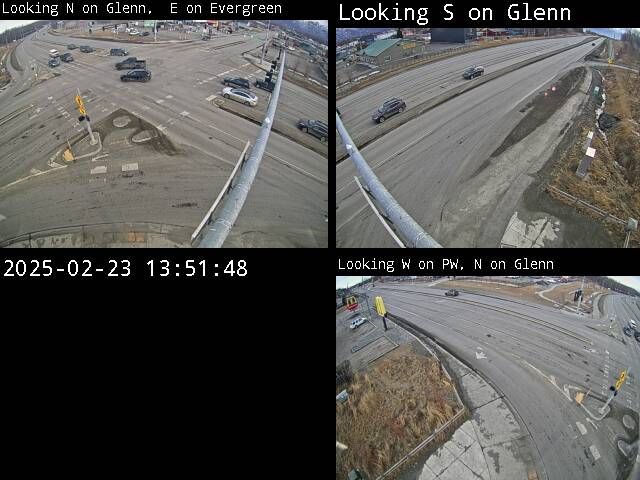 Looking N on Glenn,  E on Evergreen
Looking S on Glenn
2025-02-23 13:51:48
Looking W on PW, N on Glenn